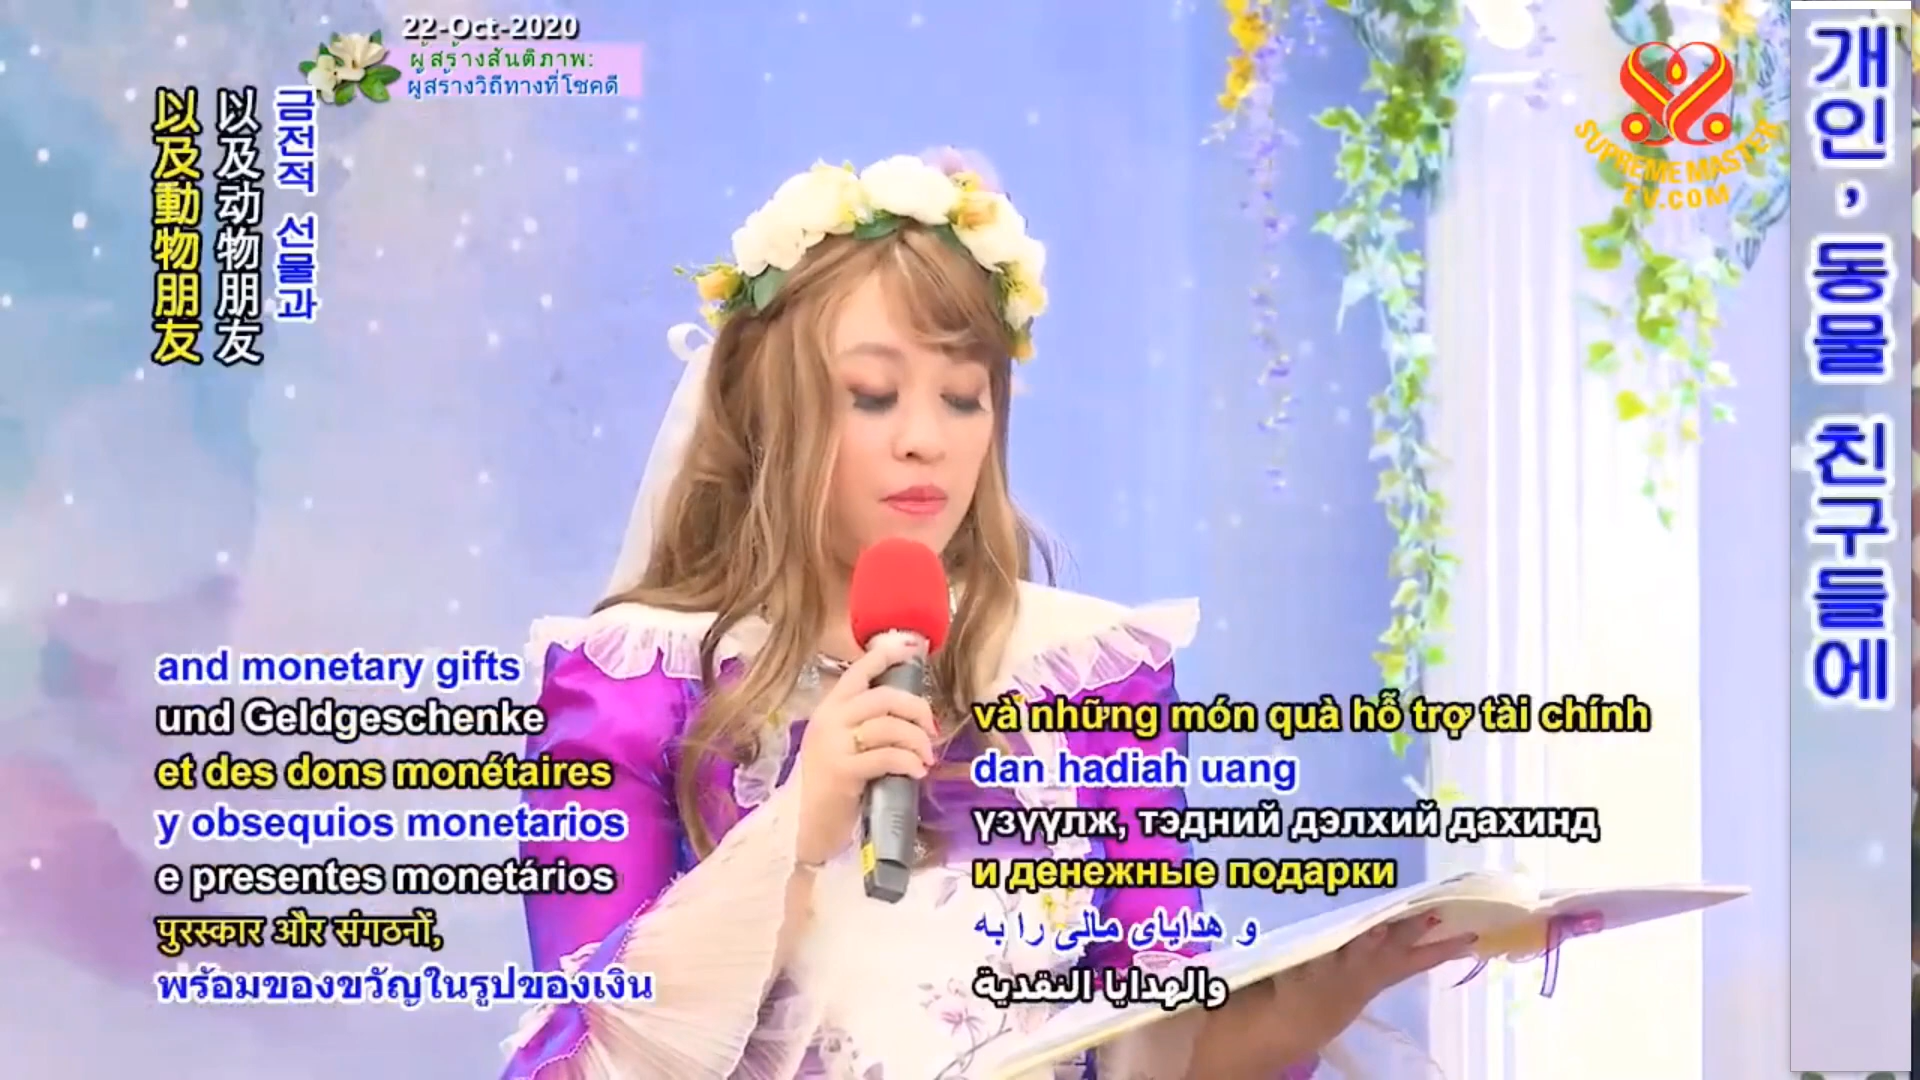 22-Oct-2020
ผู้สร้างสันติภาพ:
ผู้สร้างวิถีทางที่โชคดี
以及動物朋友
以及动物朋友
금전적 선물과
SUPREME MASTER
TV.COM
개인, 동물 친구들에
and monetary gifts
und Geldgeschenke
et des dons monétaires
y obsequios monetarios
e presentes monetários
पुरस्कार और संगठनों,
พร้อมของขวัญในรูปของเงิน
và những món quà hỗ trợ tài chính
dan hadiah uang
үзүүлж, тэдний дэлхий дахинд
и денежные подарки
و هدایای مالی را به
والهدايا النقدية